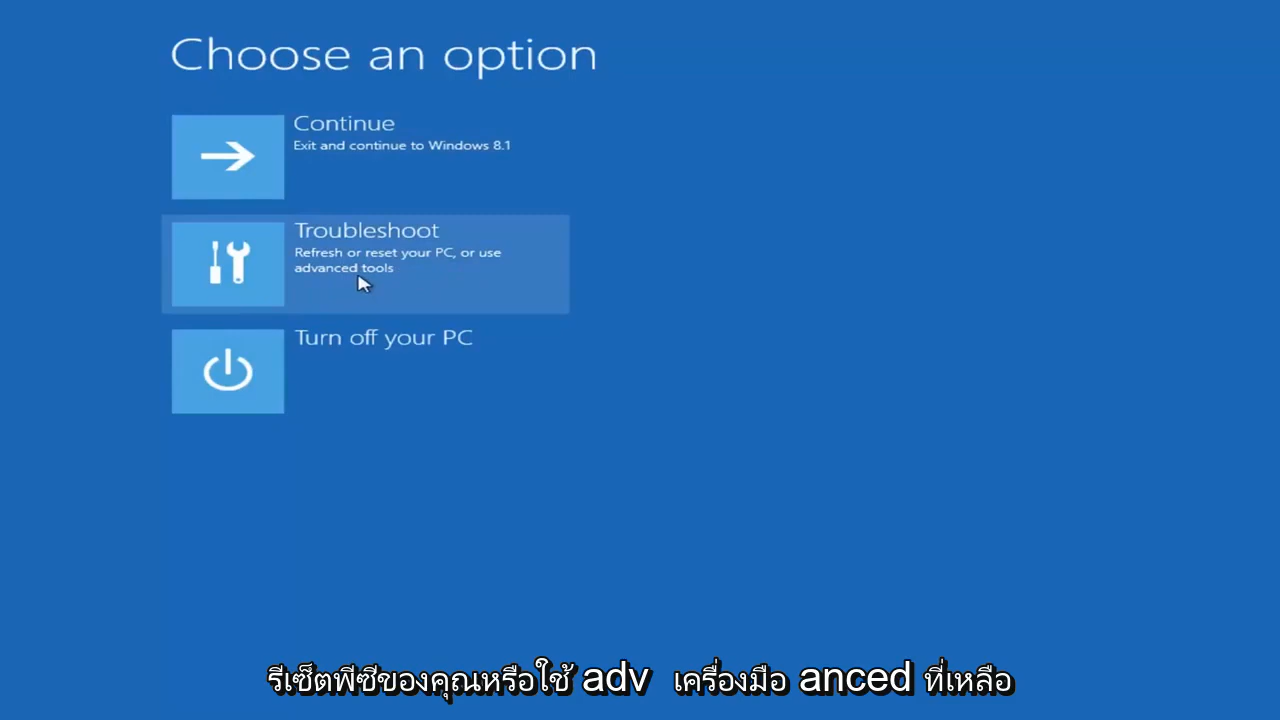 Choose an option
Continue
Exit and continue to Windows 8.1
Troubleshoot
Refresh or reset your PC, or use
advanced tools
Turn off your PC
รีเซ็ตพีซีของคุณหรือใช้ adv เครื่องมือ anced ที่เหลือ